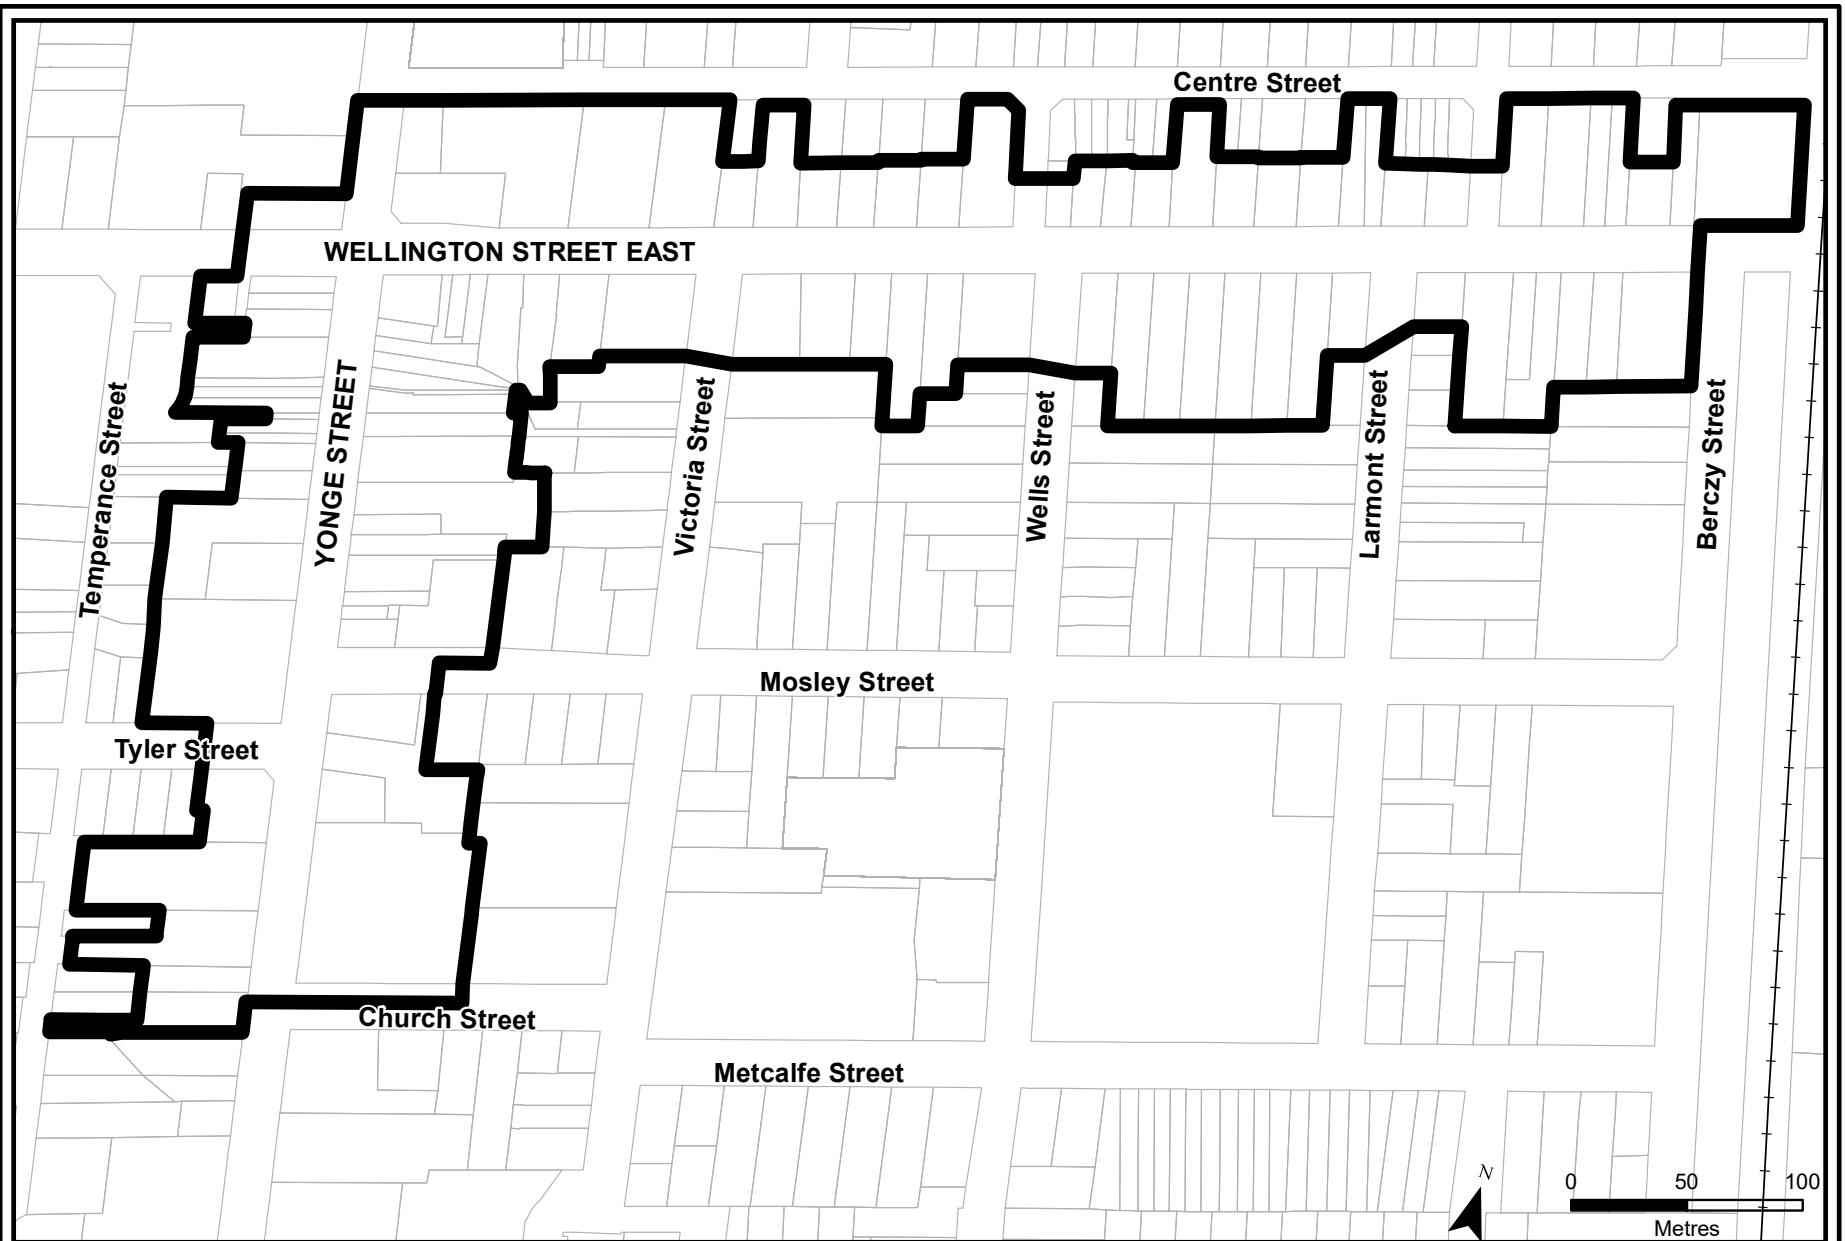 Centre Street
WELLINGTON STREET EAST
Temperance Street
YONGE STREET
Victoria Street
Wells Street
Larmont Street
Berczy Street
Mosley Street
Tyler Street
Church Street
Metcalfe Street
N
0 50 100
Metres